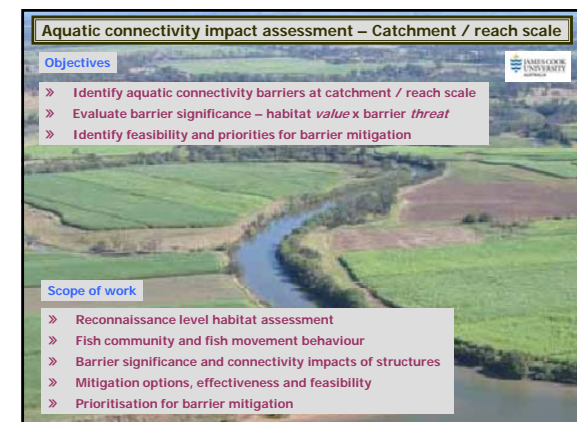 Aquatic connectivity impact assessment – Catchment / reach scale
Objectives
JAMES COOK
UNIVERSITY
AUSTRALIA
» Identify aquatic connectivity barriers at catchment / reach scale
» Evaluate barrier significance – habitat value x barrier threat
» Identify feasibility and priorities for barrier mitigation
Scope of work
» Reconnaissance level habitat assessment
» Fish community and fish movement behaviour
» Barrier significance and connectivity impacts of structures
» Mitigation options, effectiveness and feasibility
» Prioritisation for barrier mitigation